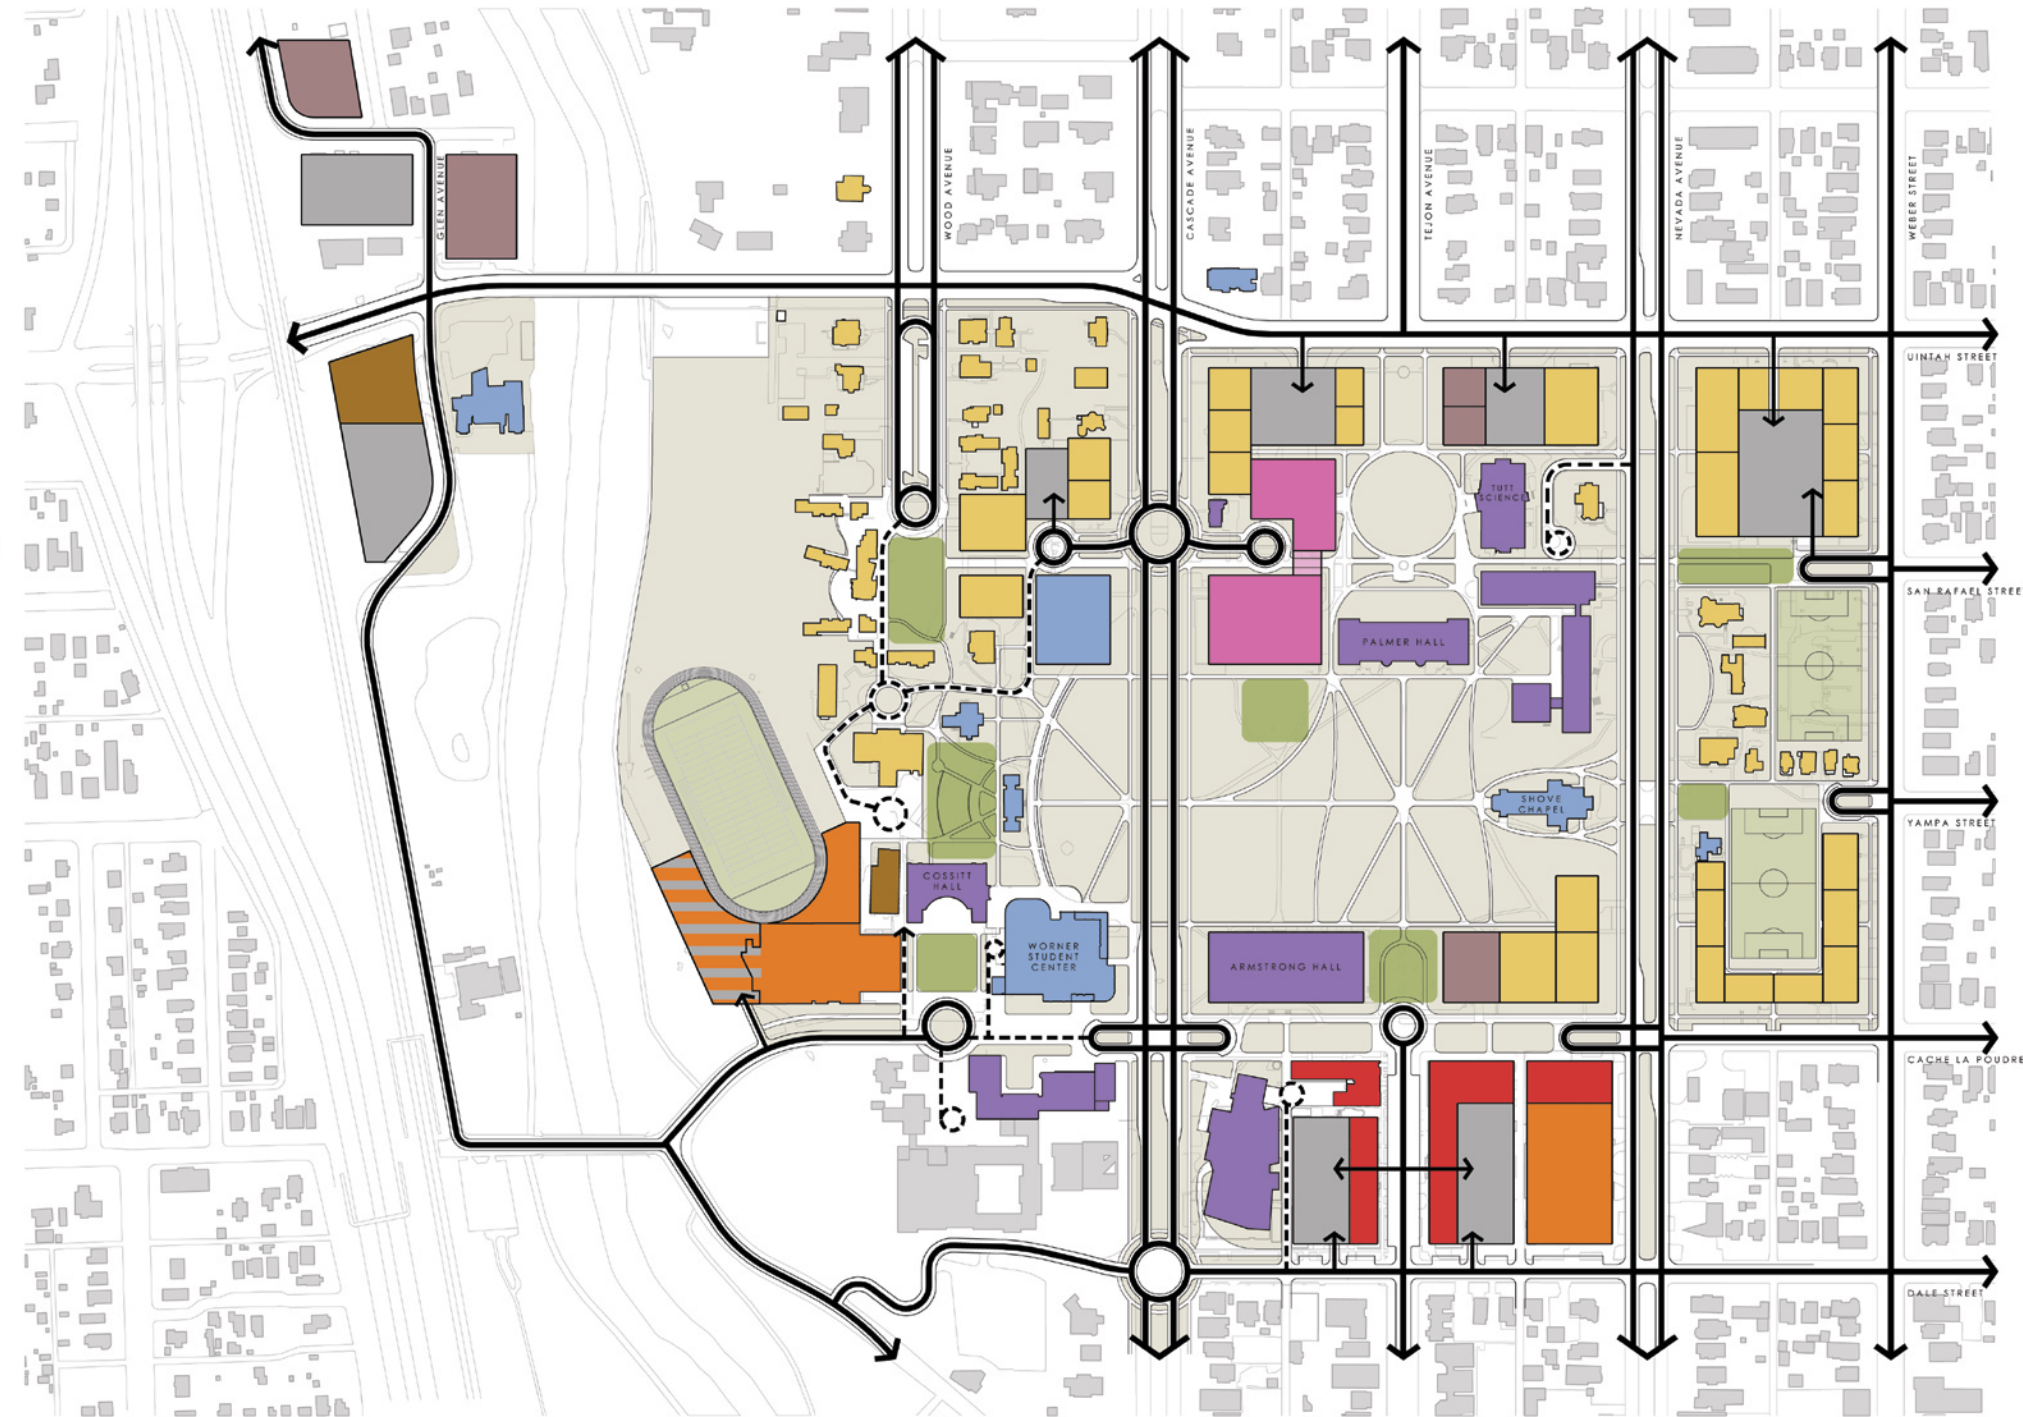 GLEN AVENUE
WOOD AVENUE
CASCADE AVENUE
TEJON AVENUE
NEVADA AVENUE
WEBER STREET
UINTAH STREET
TUTT
SCIENCE
SAN RAFAEL STREE
PALMER HALL
SHOVE
CHAPEL
YAMPA STREET
COSSITT
HALL
WORNER
STUDENT
CENTER
ARMSTRONG HALL
CACHE LA POUDRE
DALE STREET